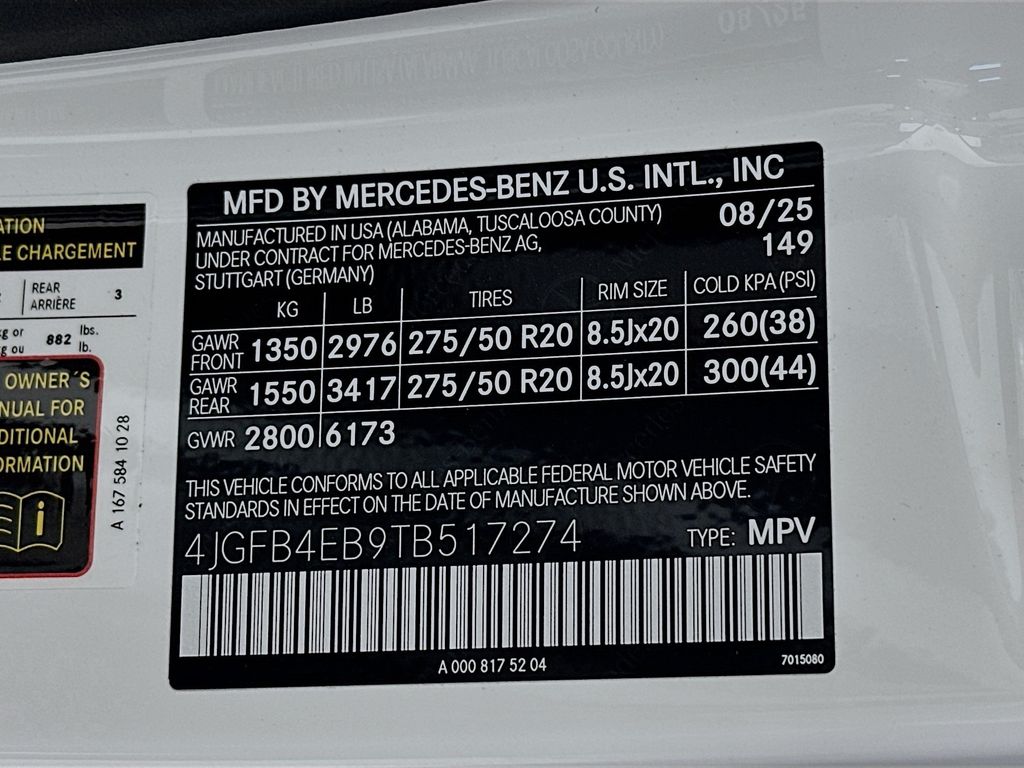 MFD BY MERCEDES-BENZ U.S. INTL., INC
MANUFACTURED IN USA (ALABAMA, TUSCALOOSA COUNTY)
UNDER CONTRACT FOR MERCEDES-BENZ AG,
STUTTGART (GERMANY)
08/25
149
KG LB TIRES RIM SIZE COLD KPA (PSI)
GAWR FRONT 1350 2976 275/50 R20 8.5Jx20 260(38)
GAWR REAR 1550 3417 275/50 R20 8.5Jx20 300(44)
GVWR 2800 6173
THIS VEHICLE CONFORMS TO ALL APPLICABLE FEDERAL MOTOR VEHICLE SAFETY
STANDARDS IN EFFECT ON THE DATE OF MANUFACTURE SHOWN ABOVE.
4JGFB4EB9TB517274 TYPE: MPV
A 000 817 52 04
7015080
CHARGEMENT
REAR
ARRIÈRE 3
or 882 lbs.
ou lb.
OWNER´S
FOR
A 167 584 10 28